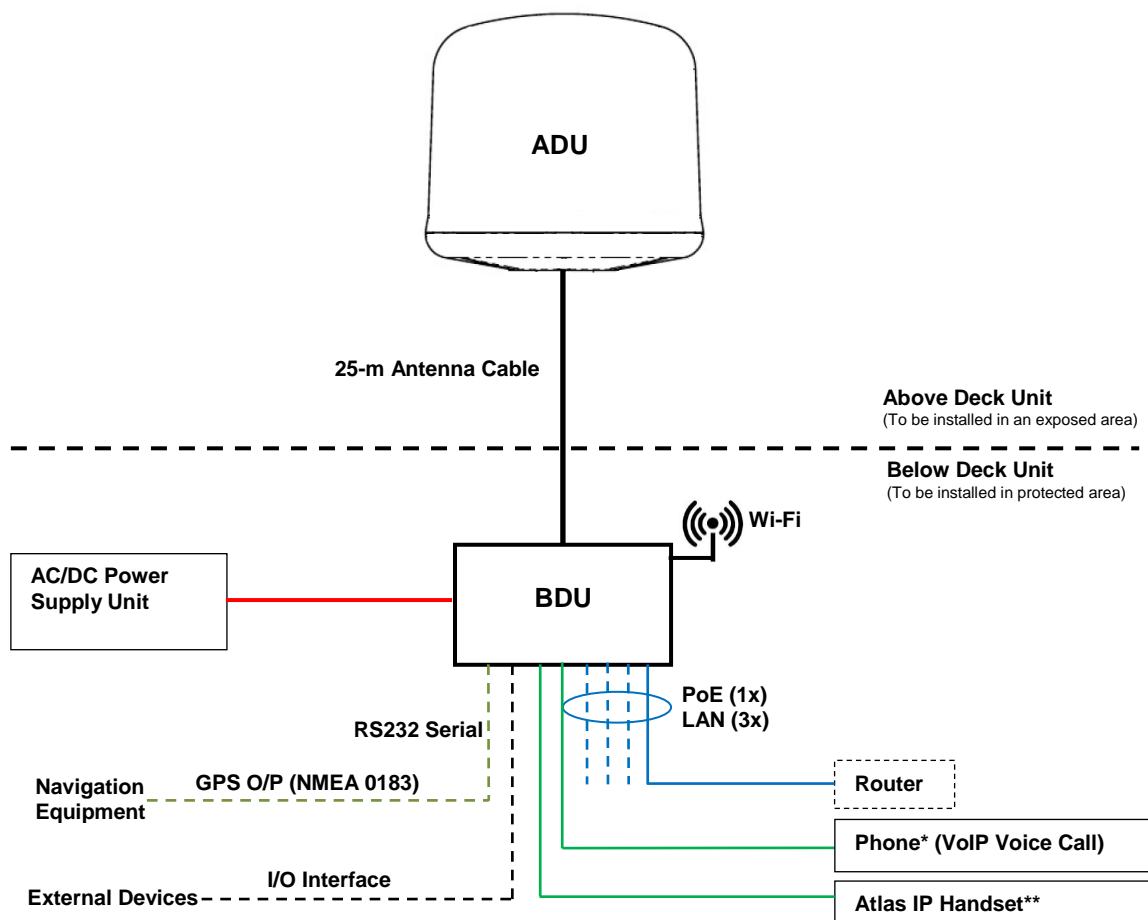 ADU
25-m Antenna Cable
Above Deck Unit
(To be installed in an exposed area)
Below Deck Unit
(To be installed in protected area)
Wi-Fi
AC/DC Power
Supply Unit
BDU
PoE (1x)
LAN (3x)
RS232 Serial
GPS O/P (NMEA 0183)
Navigation
Equipment
Router
Phone* (VoIP Voice Call)
I/O Interface
External Devices
Atlas IP Handset**